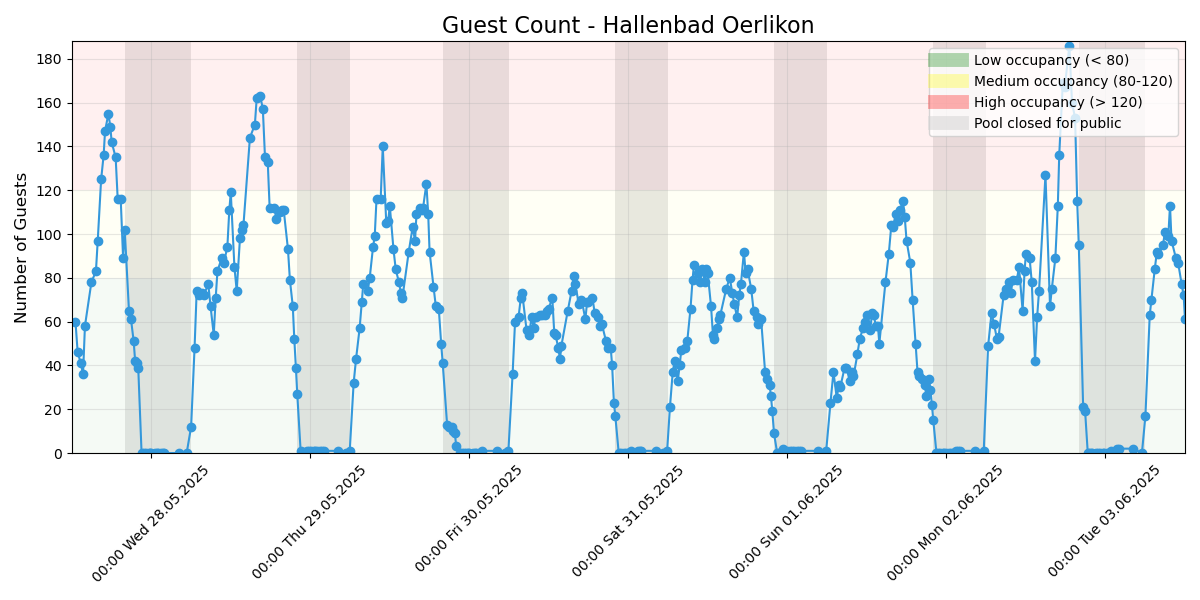 Guest Count - Hallenbad Oerlikon
Number of Guests
180
160
140
120
100
80
60
40
20
0
Low occupancy (< 80)
Medium occupancy (80-120)
High occupancy (> 120)
Pool closed for public
00:00 Wed 28.05.2025
00:00 Thu 29.05.2025
00:00 Fri 30.05.2025
00:00 Sat 31.05.2025
00:00 Sun 01.06.2025
00:00 Mon 02.06.2025
00:00 Tue 03.06.2025